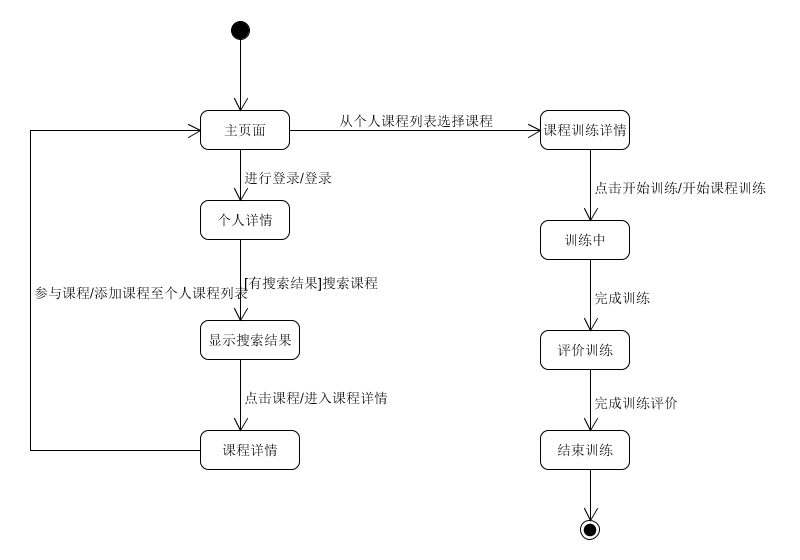 从个人课程列表选择课程
主页面
课程训练详情
进行登录/登录
点击开始训练/开始课程训练
个人详情
训练中
[有搜索结果]搜索课程
参与课程/添加课程至个人课程列表
完成训练
显示搜索结果
评价训练
点击课程/进入课程详情
完成训练评价
课程详情
结束训练